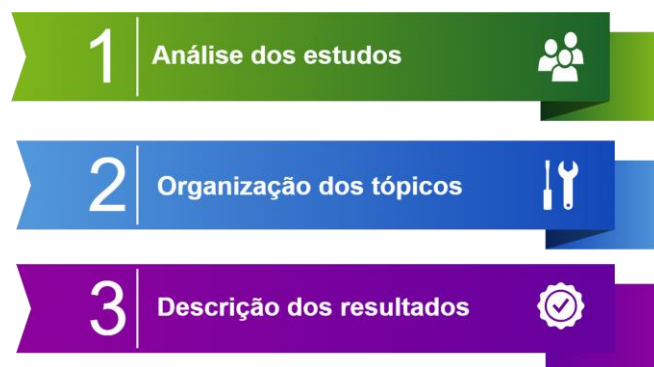 1 Análise dos estudos
2 Organização dos tópicos
3 Descrição dos resultados